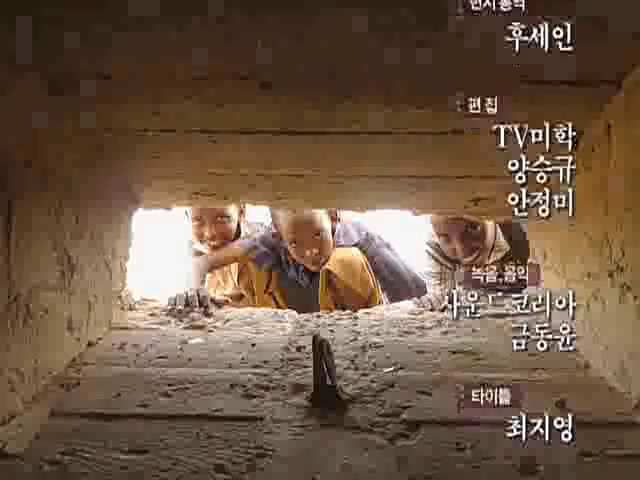 후세인
편 집
TV미학
양승규
안정미
녹음,음악
사운드코리아
금동윤
타이틀
최지영